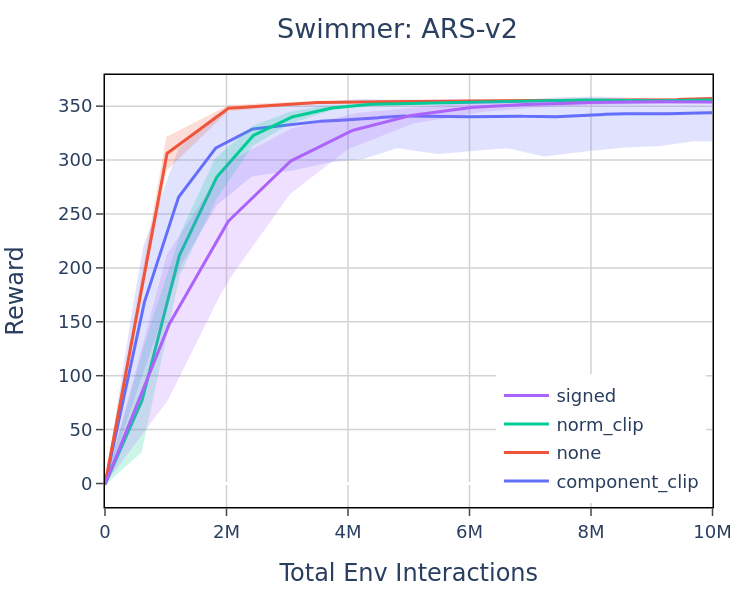 Swimmer: ARS-v2
Reward
350
300
250
200
150
100
50
0
signed
norm_clip
none
component_clip
0
2M
4M
6M
8M
10M
Total Env Interactions